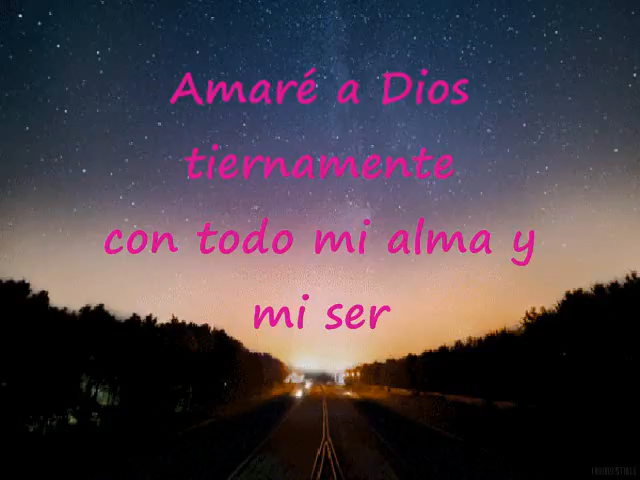 Amaré a Dios
tiernamente
con todo mi alma y
mi ser